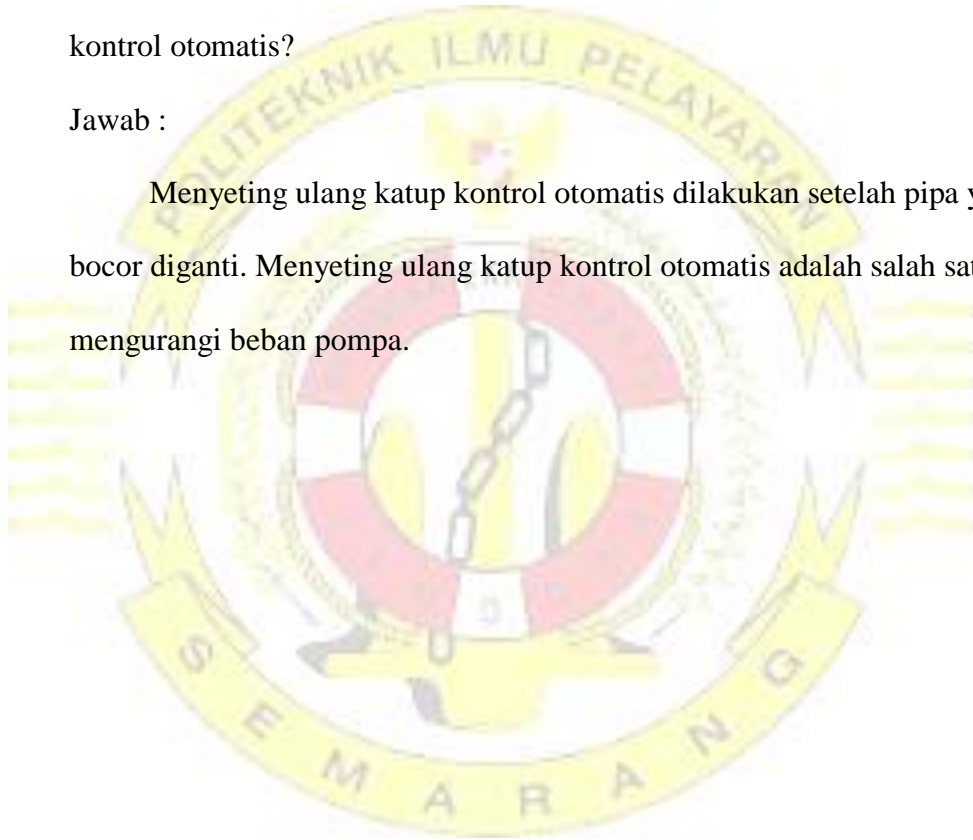 kontrol otomatis?
POLITEKNIK ILMU PELAYARAN
Jawab :
Menyeting ulang katup kontrol otomatis dilakukan setelah pipa
bocor diganti. Menyeting ulang katup kontrol otomatis adalah salah
mengurangi beban pompa.
SEMARANG